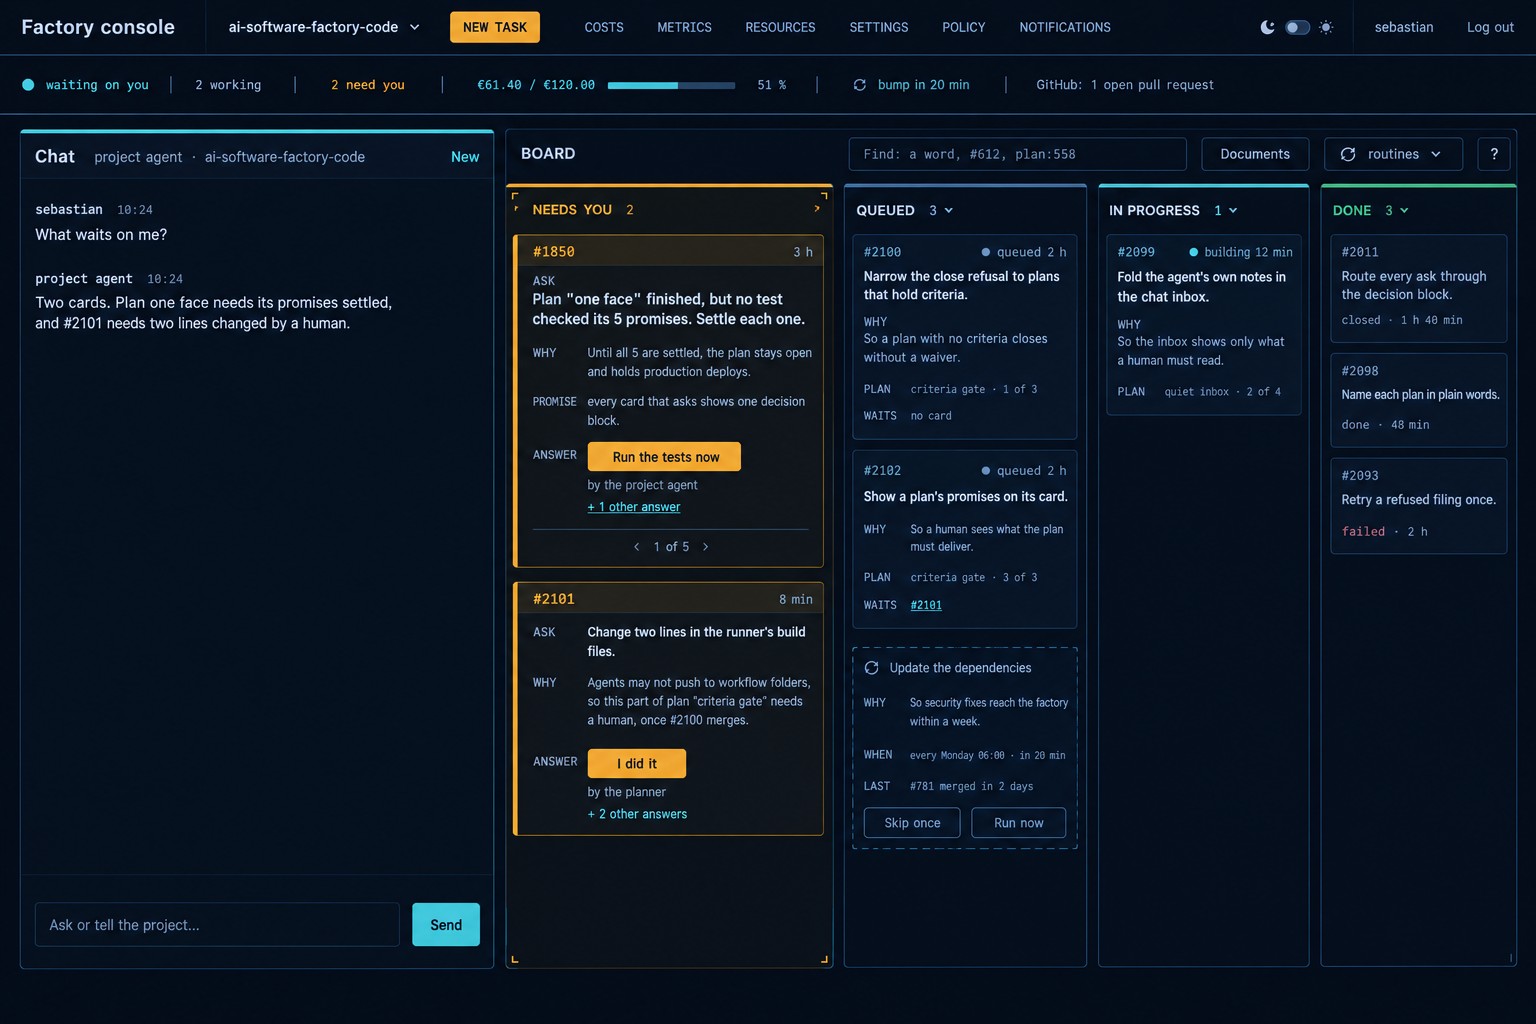 Factory console
ai-software-factory-code
NEW TASK
COSTS
METRICS
RESOURCES
SETTINGS
POLICY
NOTIFICATIONS
sebastian
Log out
waiting on you
2 working
2 need you
€61.40 / €120.00
51 %
bump in 20 min
GitHub: 1 open pull request
Chat
project agent · ai-software-factory-code
New
sebastian 10:24
What waits on me?
project agent 10:24
Two cards. Plan one face needs its promises settled,
and #2101 needs two lines changed by a human.
Ask or tell the project...
Send
BOARD
Find: a word, #612, plan:558
Documents
routines
?
NEEDS YOU 2
#1850 3 h
ASK
Plan "one face" finished, but no test
checked its 5 promises. Settle each one.
WHY Until all 5 are settled, the plan stays open
and holds production deploys.
PROMISE every card that asks shows one decision
block.
ANSWER Run the tests now
by the project agent
+ 1 other answer
‹ 1 of 5 ›
#2101 8 min
ASK Change two lines in the runner's build
files.
WHY Agents may not push to workflow folders,
so this part of plan "criteria gate" needs
a human, once #2100 merges.
ANSWER I did it
by the planner
+ 2 other answers
QUEUED 3
#2100 queued 2 h
Narrow the close refusal to plans
that hold criteria.
WHY
So a plan with no criteria closes
without a waiver.
PLAN criteria gate · 1 of 3
WAITS no card
#2102 queued 2 h
Show a plan's promises on its card.
WHY So a human sees what the plan
must deliver.
PLAN criteria gate · 3 of 3
WAITS #2101
Update the dependencies
WHY So security fixes reach the factory
within a week.
WHEN every Monday 06:00 · in 20 min
LAST #781 merged in 2 days
Skip once
Run now
IN PROGRESS 1
#2099 building 12 min
Fold the agent's own notes in
the chat inbox.
WHY
So the inbox shows only what
a human must read.
PLAN quiet inbox · 2 of 4
DONE 3
#2011
Route every ask through
the decision block.
closed · 1 h 40 min
#2098
Name each plan in plain words.
done · 48 min
#2093
Retry a refused filing once.
failed · 2 h